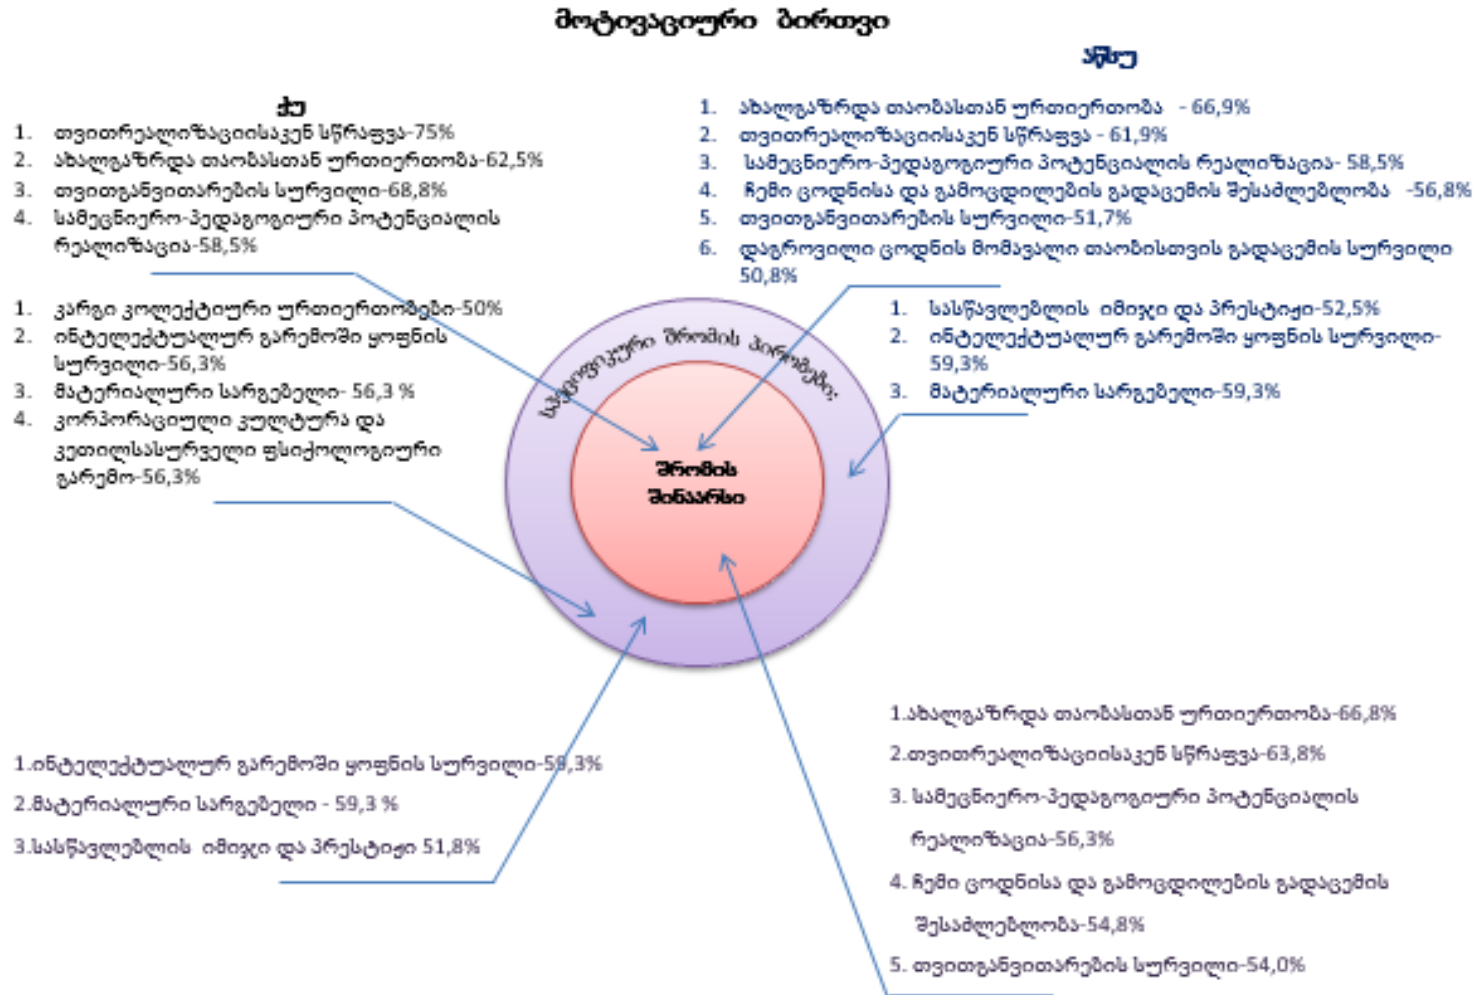 მოტივაციური ბირთვი
აწსუ
ქუ
1. თვითრეალიზაციისაკენ სწრაფვა-75%
2. ახალგაზრდა თაობასთან ურთიერთობა-62,5%
3. თვითგანვითარების სურვილი-68,8%
4. სამეცნიერო-პედაგოგიური პოტენციალის
რეალიზაცია-58,5%
1. ახალგაზრდა თაობასთან ურთიერთობა - 66,9%
2. თვითრეალიზაციისაკენ სწრაფვა - 61,9%
3. სამეცნიერო-პედაგოგიური პოტენციალის რეალიზაცია- 58,5%
4. ჩემი ცოდნისა და გამოცდილების გადაცემის შესაძლებლობა -56,8%
5. თვითგანვითარების სურვილი-51,7%
6. დაგროვილი ცოდნის მომავალი თაობისთვის გადაცემის სურვილი
50,8%
1. კარგი კოლექტიური ურთიერთობები-50%
2. ინტელექტუალურ გარემოში ყოფნის
სურვილი-56,3%
3. მატერიალური სარგებელი- 56,3 %
4. კორპორაციული კულტურა და
კეთილსასურველი ფსიქოლოგიური
გარემო-56,3%
1. სასწავლებლის იმიჯი და პრესტიჟი-52,5%
2. ინტელექტუალურ გარემოში ყოფნის სურვილი-
59,3%
3. მატერიალური სარგებელი-59,3%
სპეციფიკური შრომის პირობები;
შრომის
შინაარსი
1.ინტელექტუალურ გარემოში ყოფნის სურვილი-59,3%
2.მატერიალური სარგებელი - 59,3 %
3.სასწავლებლის იმიჯი და პრესტიჟი 51,8%
1.ახალგაზრდა თაობასთან ურთიერთობა-66,8%
2.თვითრეალიზაციისაკენ სწრაფვა-63,8%
3. სამეცნიერო-პედაგოგიური პოტენციალის
რეალიზაცია-56,3%
4. ჩემი ცოდნისა და გამოცდილების გადაცემის
შესაძლებლობა-54,8%
5. თვითგანვითარების სურვილი-54,0%